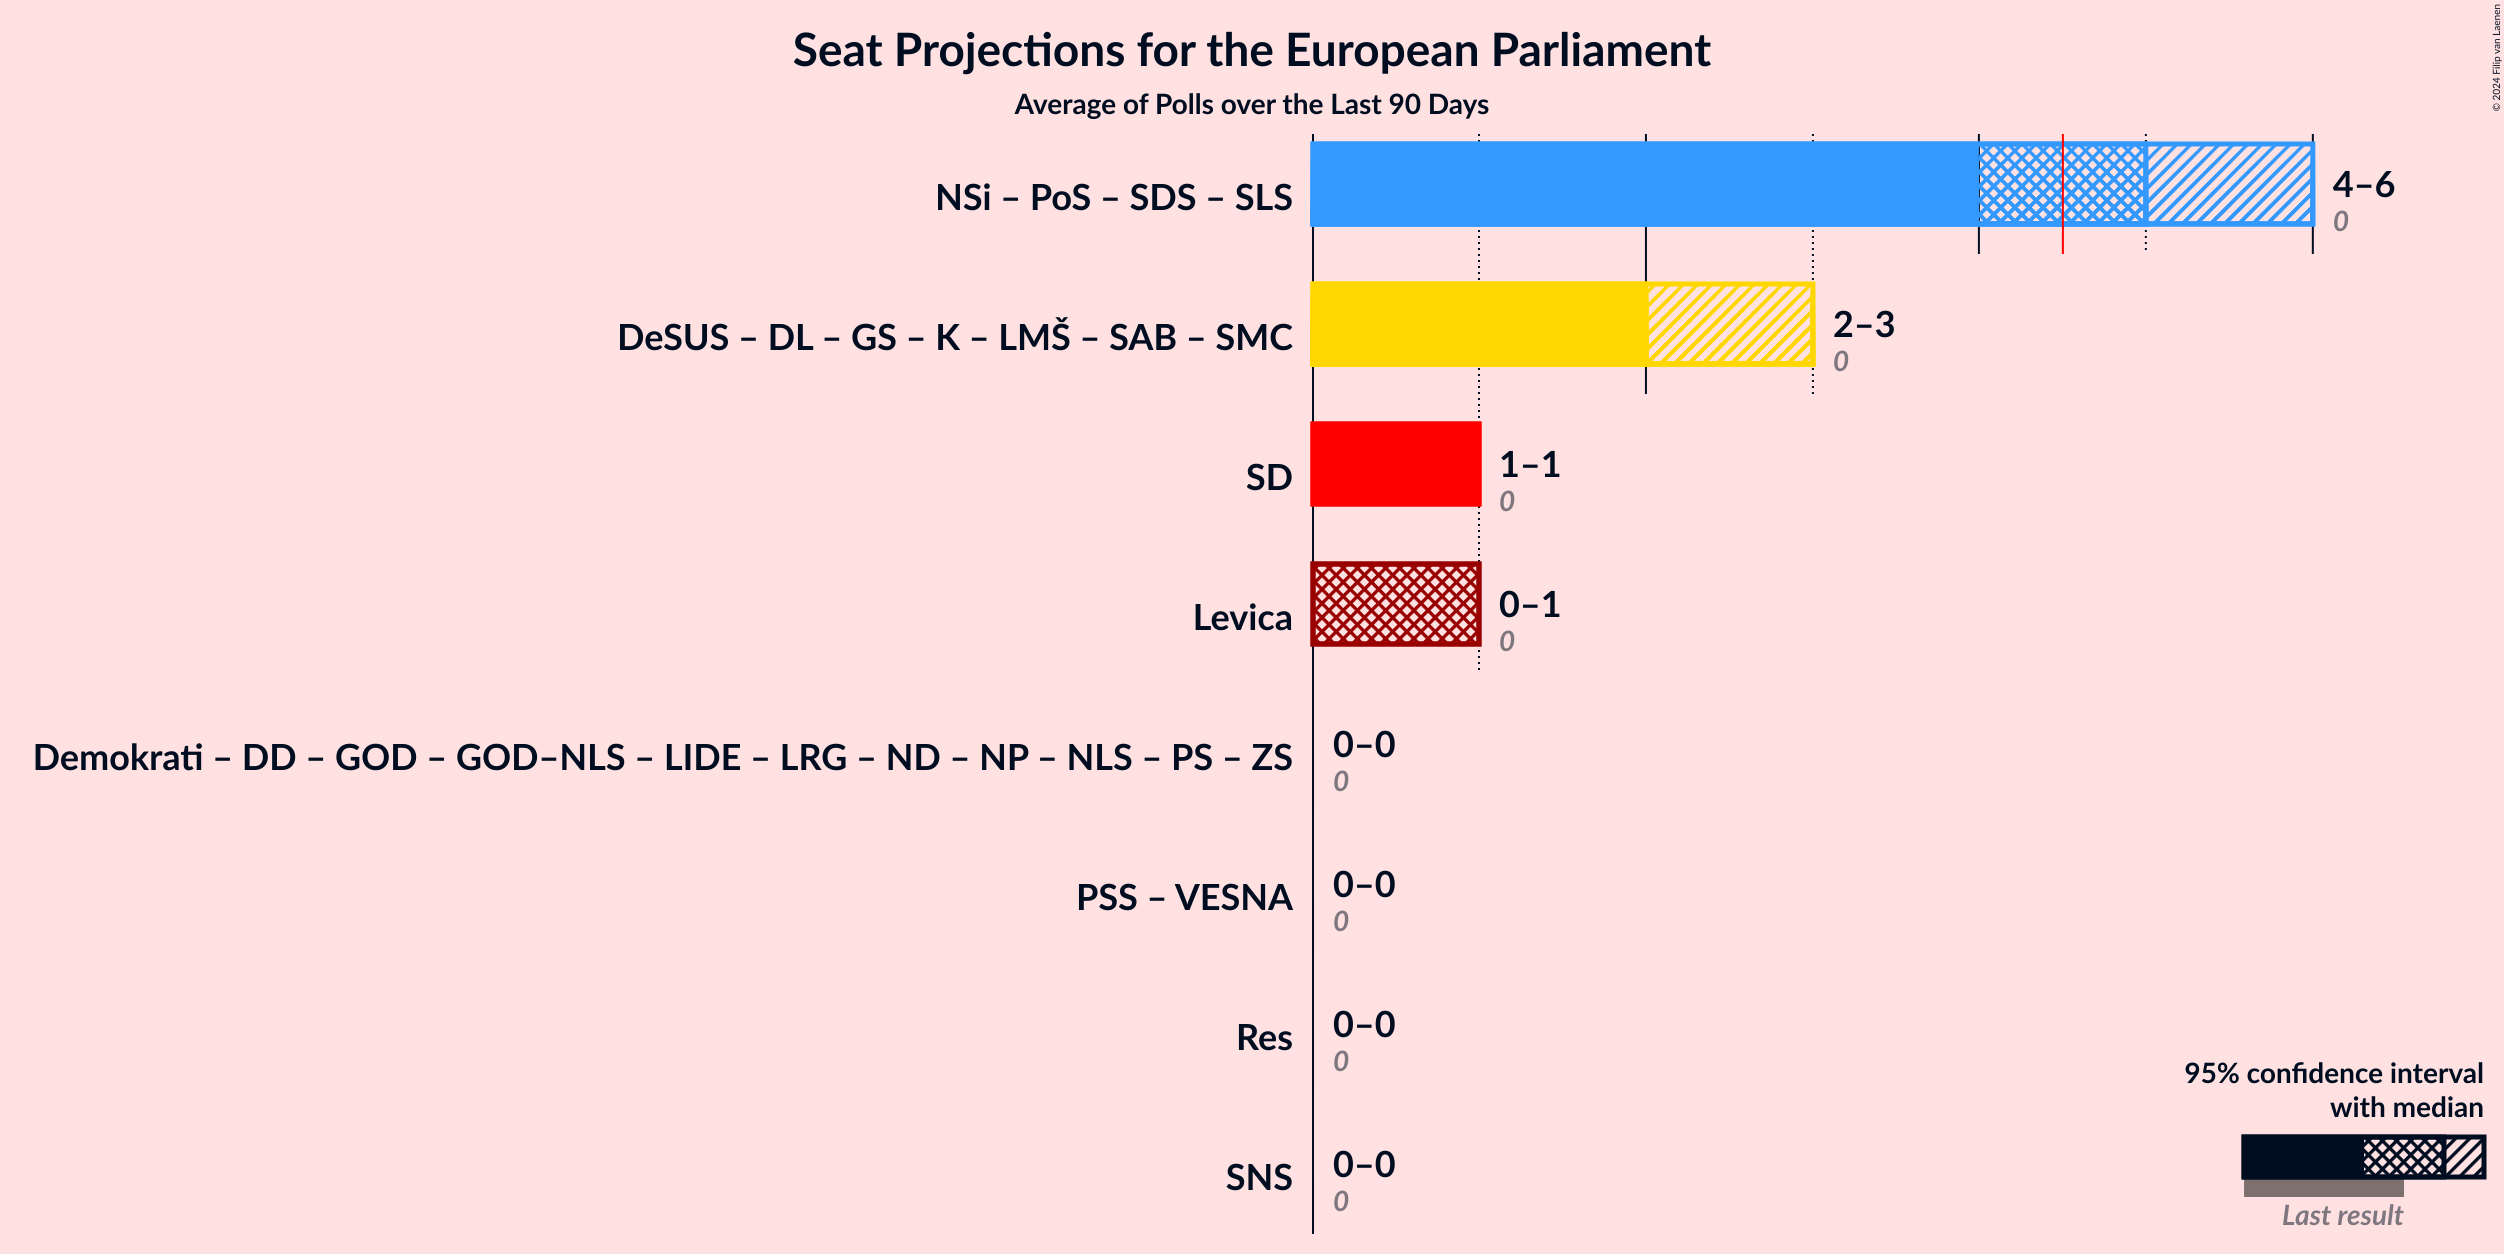 Seat Projections for the European Parliament
Average of Polls over the Last 90 Days
© 2024 Filip van Laenen
NSi – PoS – SDS – SLS
4–6
0
DeSUS – DL – GS – K – LMŠ – SAB – SMC
2–3
0
SD
1–1
0
Levica
0–1
0
Demokrati – DD – GOD – GOD–NLS – LIDE – LRG – ND – NP – NLS – PS – ZS
0–0
0
PSS – VESNA
0–0
0
Res
0–0
0
SNS
0–0
0
95% confidence interval
with median
Last result